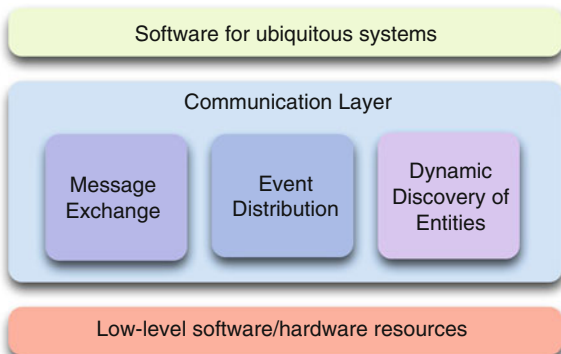 Software for ubiquitous systems
Communication Layer
Message
Exchange
Event
Distribution
Dynamic
Discovery of
Entities
Low-level software/hardware resources